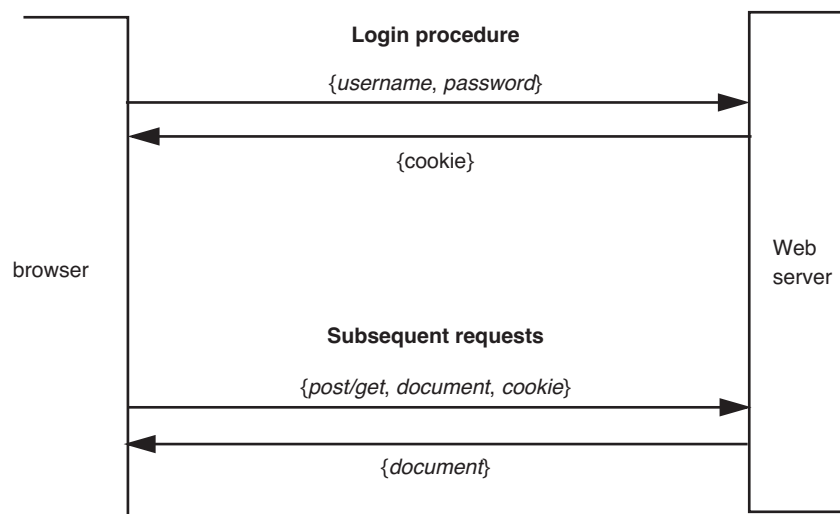 Login procedure
{username, password}
{cookie}
browser
Web
server
Subsequent requests
{post/get, document, cookie}
{document}